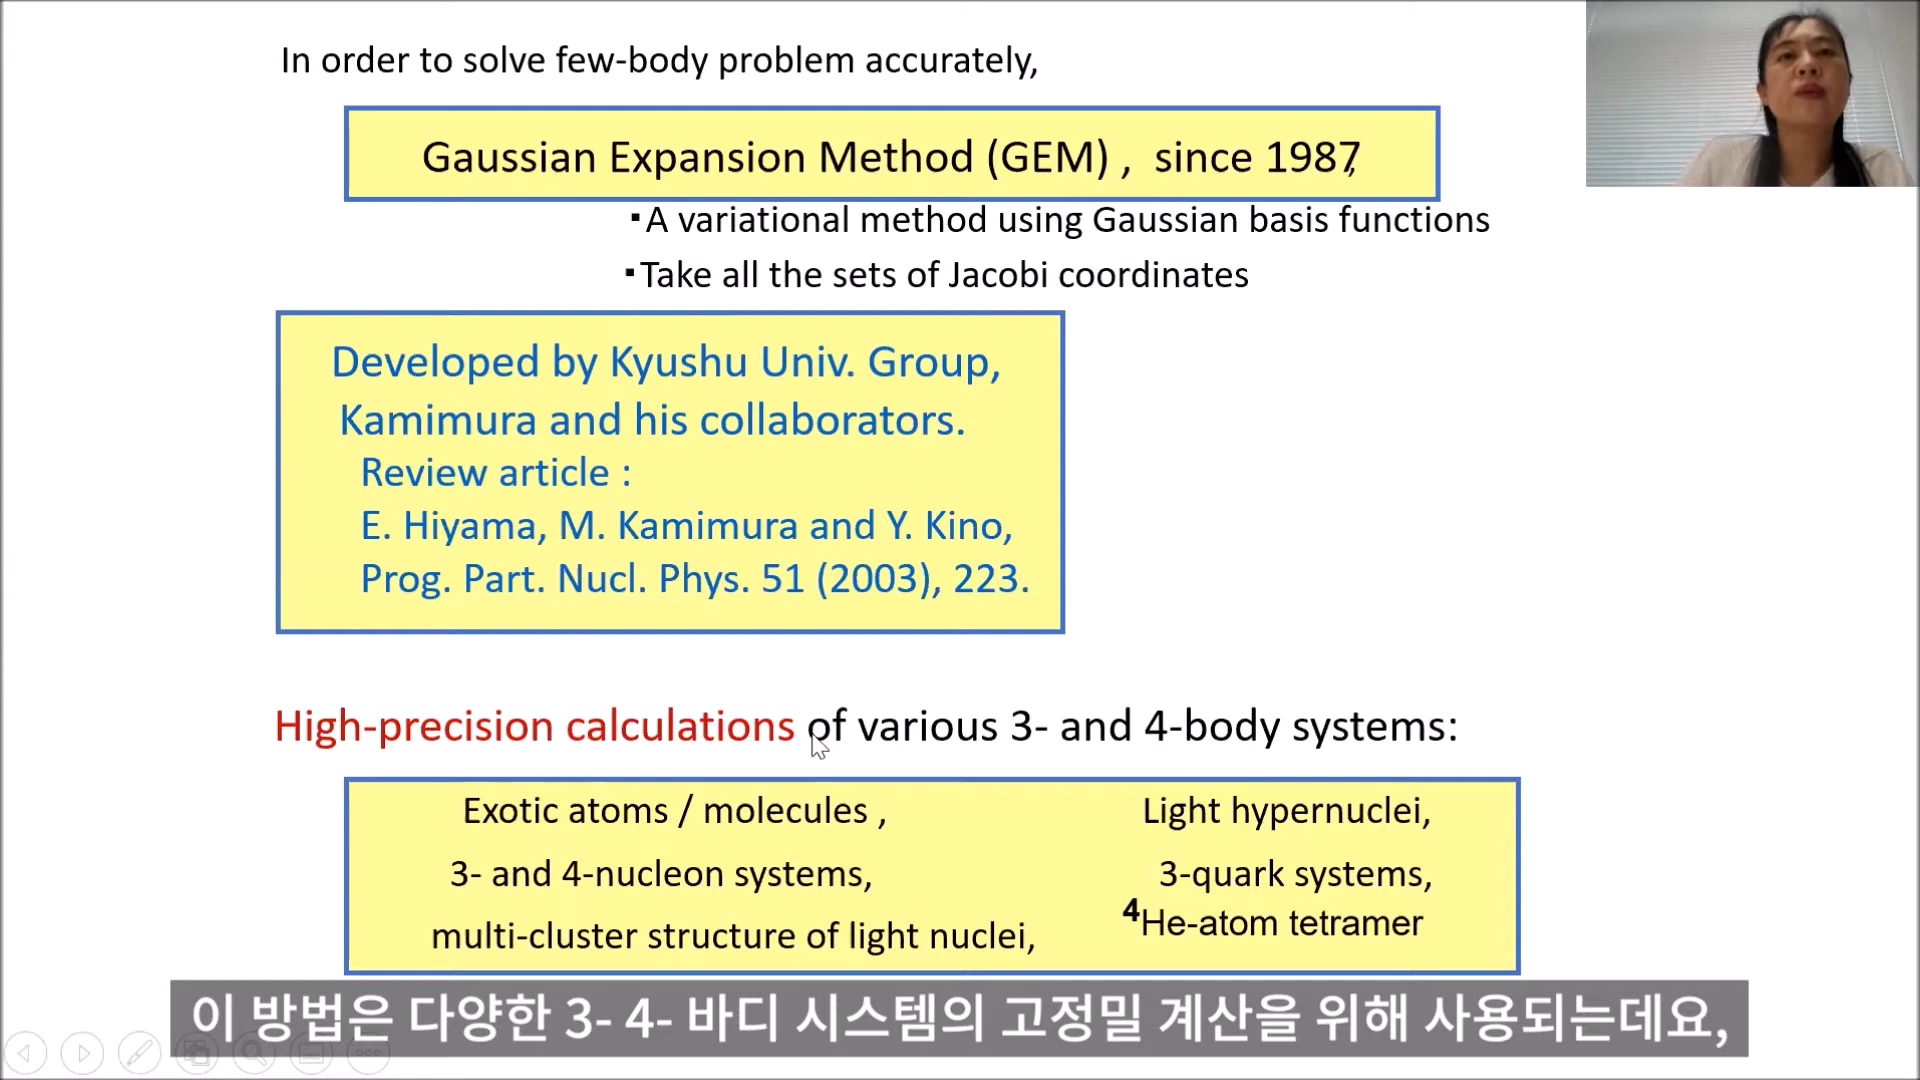 In order to solve few-body problem accurately,
Gaussian Expansion Method (GEM) , since 1987,
・A variational method using Gaussian basis functions
・Take all the sets of Jacobi coordinates
Developed by Kyushu Univ. Group,
Kamimura and his collaborators.
Review article :
E. Hiyama, M. Kamimura and Y. Kino,
Prog. Part. Nucl. Phys. 51 (2003), 223.
High-precision calculations of various 3- and 4-body systems:
Exotic atoms / molecules ,
3- and 4-nucleon systems,
multi-cluster structure of light nuclei,
Light hypernuclei,
3-quark systems,
⁴He-atom tetramer
이 방법은 다양한 3- 4- 바디 시스템의 고정밀 계산을 위해 사용되는데요,